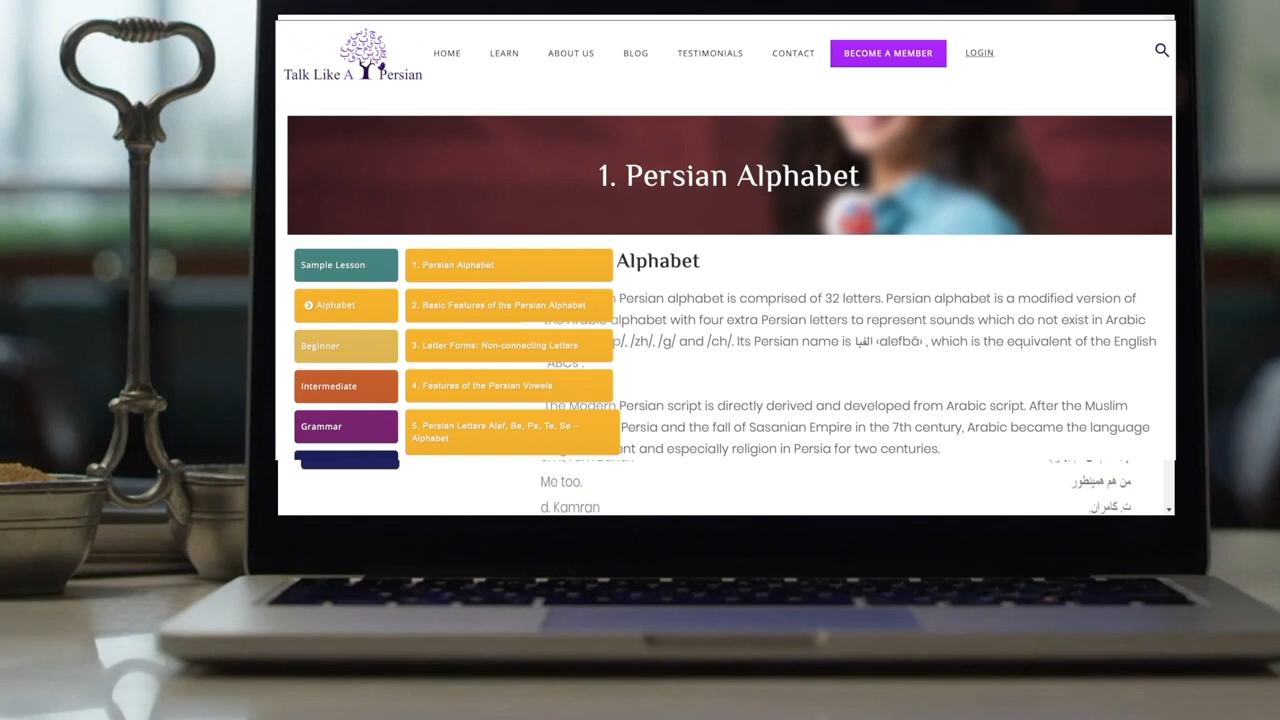 Talk Like A Persian
HOME LEARN ABOUT US BLOG TESTIMONIALS CONTACT BECOME A MEMBER LOGIN
1. Persian Alphabet
Sample Lesson
Alphabet
Beginner
Intermediate
Grammar
1. Persian Alphabet
2. Basic Features of the Persian Alphabet
3. Letter Forms: Non-connecting Letters
4. Features of the Persian Vowels
5. Persian Letters Alef, Be, Pe, Te, Se –
Alphabet
Alphabet
Persian alphabet is comprised of 32 letters. Persian alphabet is a modified version of
the Arabic alphabet with four extra Persian letters to represent sounds which do not exist in Arabic
/zh/, /g/ and /ch/. Its Persian name is الفبا ‹alefbā› , which is the equivalent of the English
ABCs .
The Modern Persian script is directly derived and developed from Arabic script. After the Muslim
Persia and the fall of Sasanian Empire in the 7th century, Arabic became the language
and especially religion in Persia for two centuries.
Me too. من هم همینطور
d. Kamran ت. کامران.